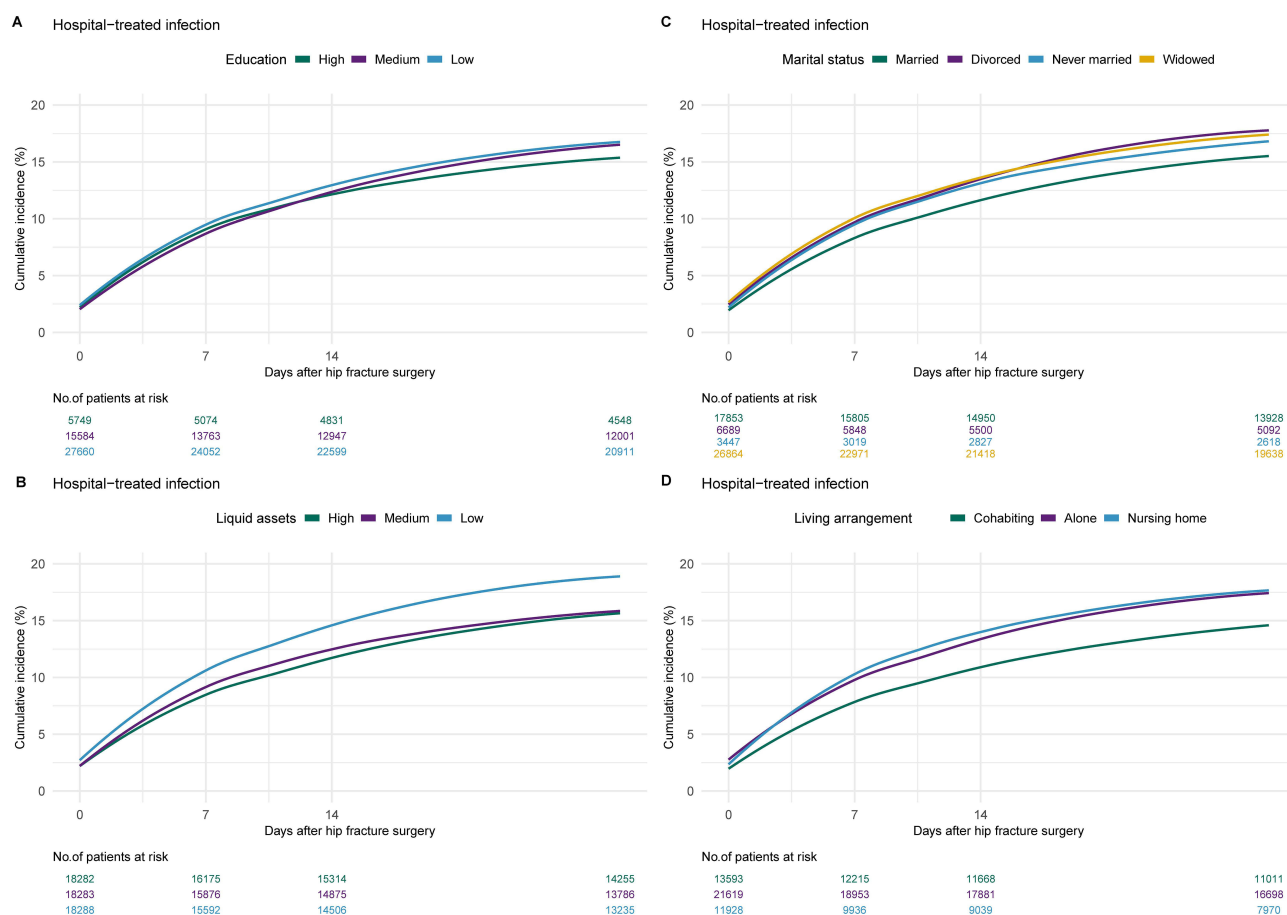 A Hospital−treated infection
Education High Medium Low
Cumulative incidence (%)
20
15
10
5
0
0 7 14
Days after hip fracture surgery
No.of patients at risk
5749 5074 4831 4548
15584 13763 12947 12001
27660 24052 22599 20911
C Hospital−treated infection
Marital status Married Divorced Never married Widowed
Cumulative incidence (%)
20
15
10
5
0
0 7 14
Days after hip fracture surgery
No.of patients at risk
17853 15805 14950 13928
6689 5848 5500 5092
3447 3019 2827 2618
26864 22971 21418 19638
B Hospital−treated infection
Liquid assets High Medium Low
Cumulative incidence (%)
20
15
10
5
0
0 7 14
Days after hip fracture surgery
No.of patients at risk
18282 16175 15314 14255
18283 15876 14875 13786
18288 15592 14506 13235
D Hospital−treated infection
Living arrangement Cohabiting Alone Nursing home
Cumulative incidence (%)
20
15
10
5
0
0 7 14
Days after hip fracture surgery
No.of patients at risk
13593 12215 11668 11011
21619 18953 17881 16698
11928 9936 9039 7970